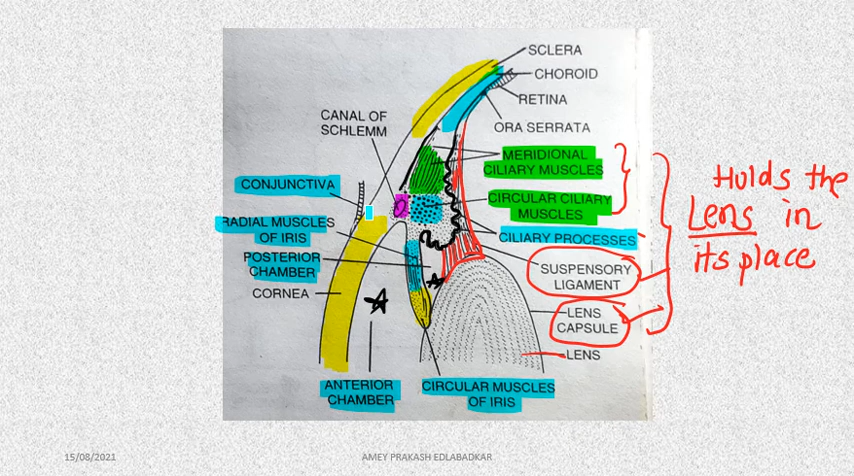 SCLERA
CHOROID
RETINA
ORA SERRATA
CANAL OF
SCHLEMM
MERIDIONAL
CILIARY MUSCLES
CONJUNCTIVA
CIRCULAR CILIARY
MUSCLES
RADIAL MUSCLES
OF IRIS
CILIARY PROCESSES
POSTERIOR
CHAMBER
SUSPENSORY
LIGAMENT
CORNEA
LENS
CAPSULE
LENS
ANTERIOR
CHAMBER
CIRCULAR MUSCLES
OF IRIS
Holds the
Lens in
its place
15/08/2021
AMEY PRAKASH EDLABADKAR